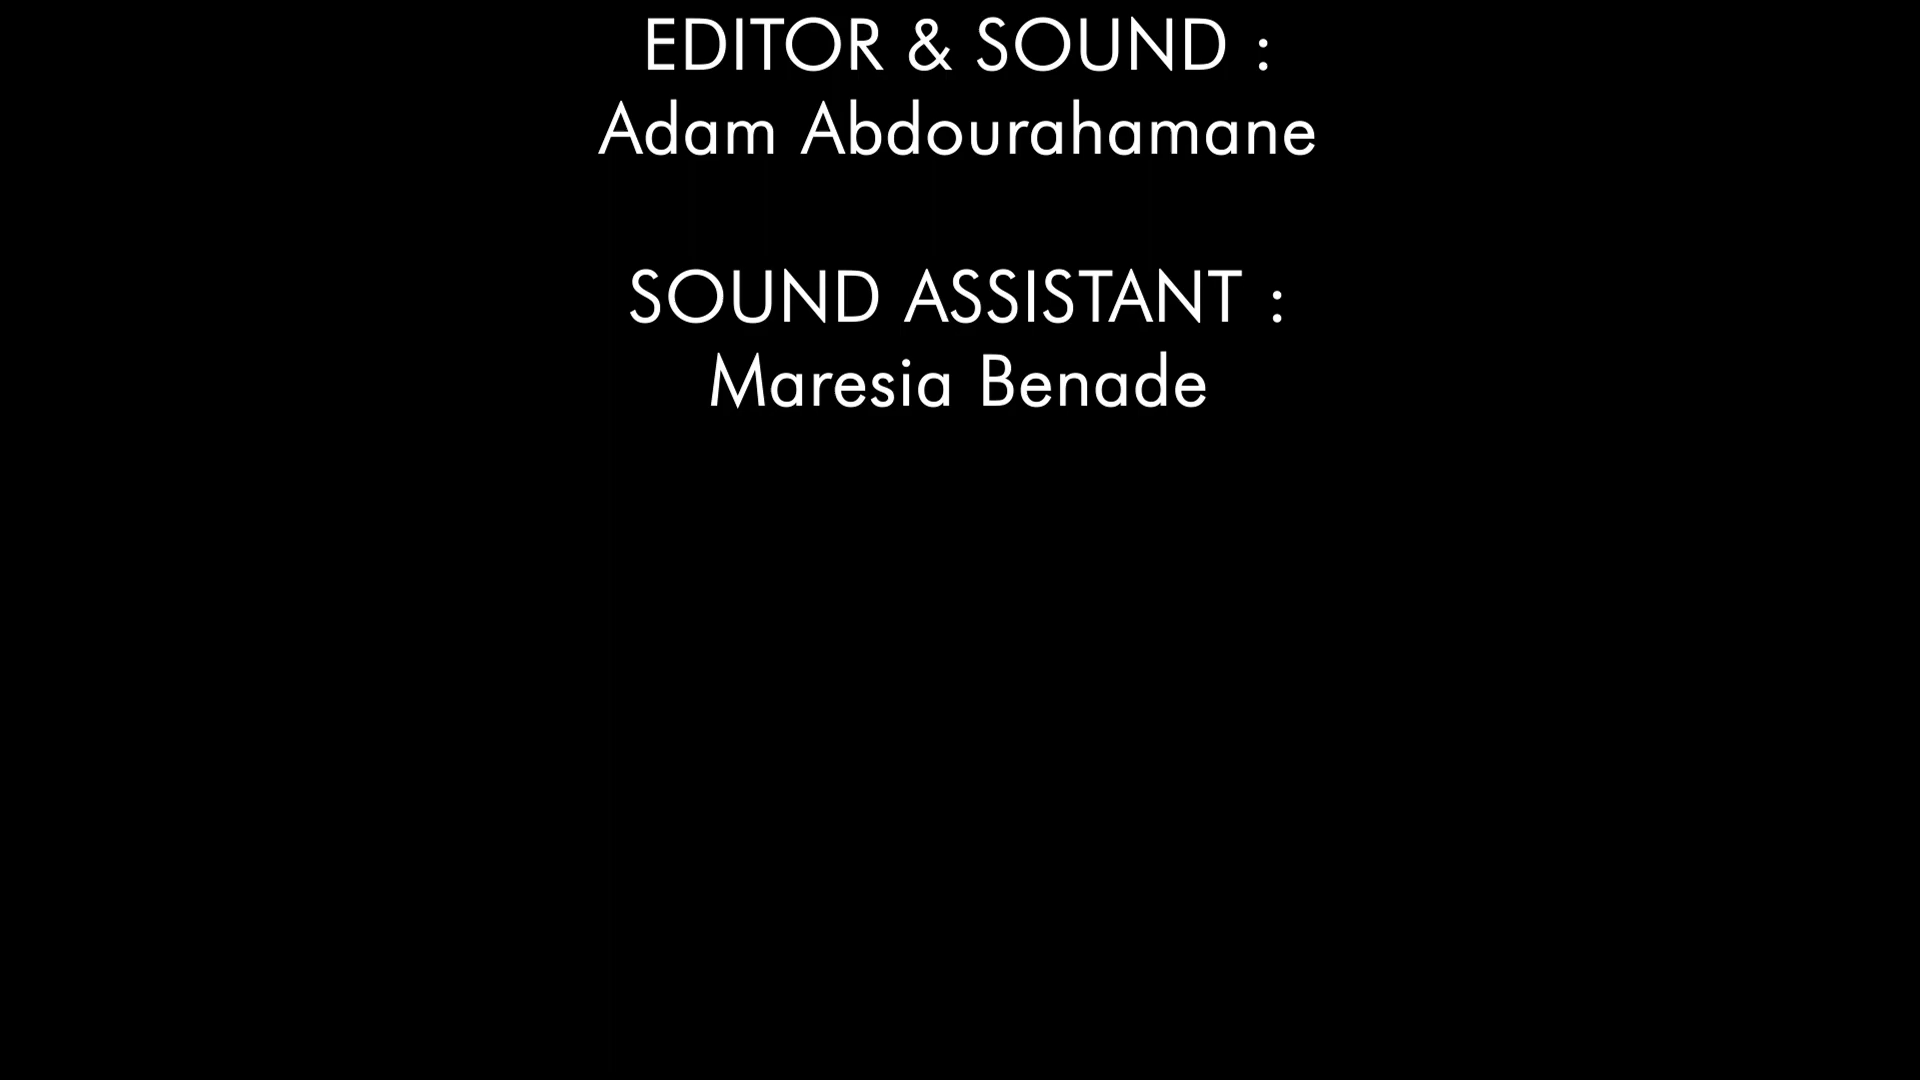 EDITOR & SOUND :
Adam Abdourahamane
SOUND ASSISTANT :
Maresia Benade